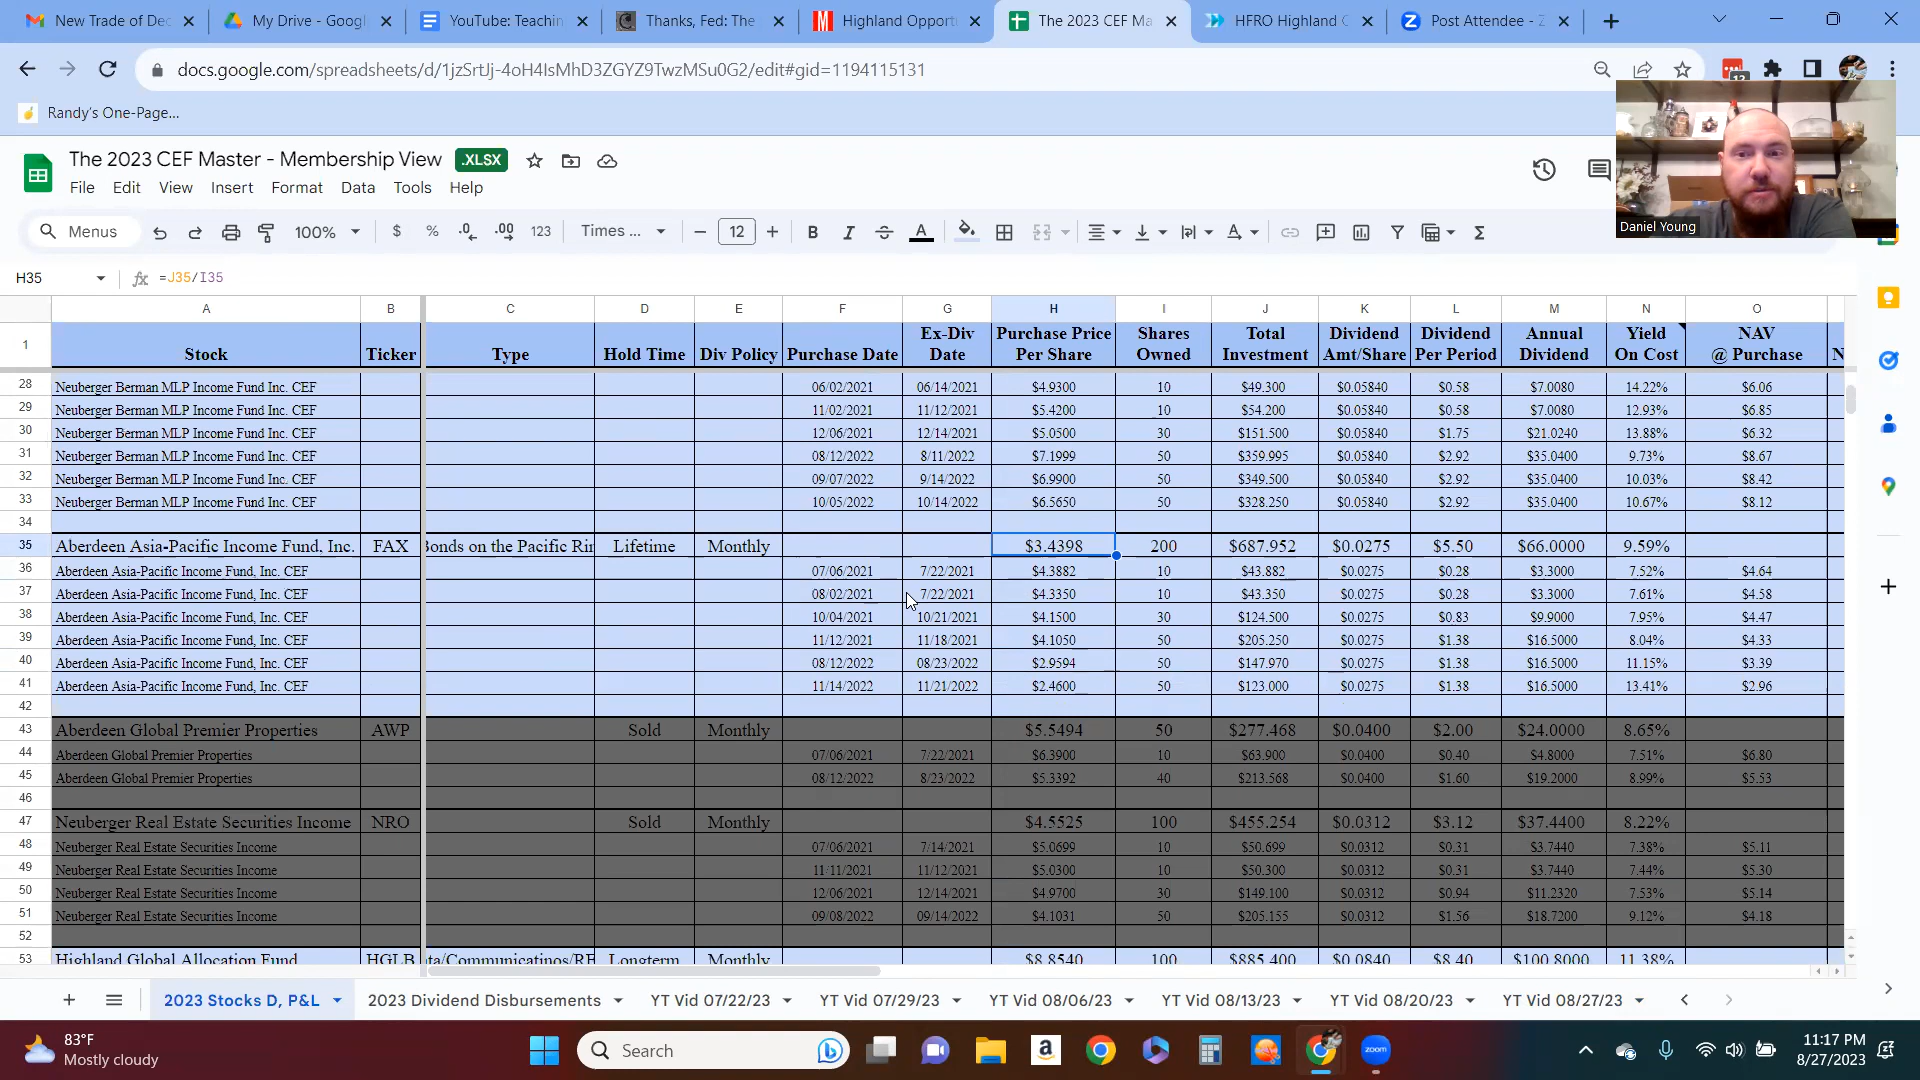 New Trade of Dec
My Drive - Googl
YouTube: Teachin
Thanks, Fed: The
Highland Opport
The 2023 CEF Ma
HFRO Highland C
Post Attendee - Z
docs.google.com/spreadsheets/d/1jzSrtJj-4oH4IsMhD3ZGYZ9TwzMSu0G2/edit#gid=1194115131
Randy's One-Page...
The 2023 CEF Master - Membership View .XLSX
File Edit View Insert Format Data Tools Help
Menus 100% $ % .0 .00 123 Times ... 12 B I A
Daniel Young
H35 fx =J35/I35
A B C D E F G H I J K L M N O
1 Stock Ticker Type Hold Time Div Policy Purchase Date Ex-Div Date Purchase Price Per Share Shares Owned Total Investment Dividend Amt/Share Dividend Per Period Annual Dividend Yield On Cost NAV @ Purchase N
28 Neuberger Berman MLP Income Fund Inc. CEF 06/02/2021 06/14/2021 $4.9300 10 $49.300 $0.05840 $0.58 $7.0080 14.22% $6.06
29 Neuberger Berman MLP Income Fund Inc. CEF 11/02/2021 11/12/2021 $5.4200 10 $54.200 $0.05840 $0.58 $7.0080 12.93% $6.85
30 Neuberger Berman MLP Income Fund Inc. CEF 12/06/2021 12/14/2021 $5.0500 30 $151.500 $0.05840 $1.75 $21.0240 13.88% $6.32
31 Neuberger Berman MLP Income Fund Inc. CEF 08/12/2022 8/11/2022 $7.1999 50 $359.995 $0.05840 $2.92 $35.0400 9.73% $8.67
32 Neuberger Berman MLP Income Fund Inc. CEF 09/07/2022 9/14/2022 $6.9900 50 $349.500 $0.05840 $2.92 $35.0400 10.03% $8.42
33 Neuberger Berman MLP Income Fund Inc. CEF 10/05/2022 10/14/2022 $6.5650 50 $328.250 $0.05840 $2.92 $35.0400 10.67% $8.12
34
35 Aberdeen Asia-Pacific Income Fund, Inc. FAX Bonds on the Pacific Rin Lifetime Monthly $3.4398 200 $687.952 $0.0275 $5.50 $66.0000 9.59%
36 Aberdeen Asia-Pacific Income Fund, Inc. CEF 07/06/2021 7/22/2021 $4.3882 10 $43.882 $0.0275 $0.28 $3.3000 7.52% $4.64
37 Aberdeen Asia-Pacific Income Fund, Inc. CEF 08/02/2021 7/22/2021 $4.3350 10 $43.350 $0.0275 $0.28 $3.3000 7.61% $4.58
38 Aberdeen Asia-Pacific Income Fund, Inc. CEF 10/04/2021 10/21/2021 $4.1500 30 $124.500 $0.0275 $0.83 $9.9000 7.95% $4.47
39 Aberdeen Asia-Pacific Income Fund, Inc. CEF 11/12/2021 11/18/2021 $4.1050 50 $205.250 $0.0275 $1.38 $16.5000 8.04% $4.33
40 Aberdeen Asia-Pacific Income Fund, Inc. CEF 08/12/2022 08/23/2022 $2.9594 50 $147.970 $0.0275 $1.38 $16.5000 11.15% $3.39
41 Aberdeen Asia-Pacific Income Fund, Inc. CEF 11/14/2022 11/21/2022 $2.4600 50 $123.000 $0.0275 $1.38 $16.5000 13.41% $2.96
42
43 Aberdeen Global Premier Properties AWP Sold Monthly $5.5494 50 $277.468 $0.0400 $2.00 $24.0000 8.65%
44 Aberdeen Global Premier Properties 07/06/2021 7/22/2021 $6.3900 10 $63.900 $0.0400 $0.40 $4.8000 7.51% $6.80
45 Aberdeen Global Premier Properties 08/12/2022 8/23/2022 $5.3392 40 $213.568 $0.0400 $1.60 $19.2000 8.99% $5.53
46
47 Neuberger Real Estate Securities Income NRO Sold Monthly $4.5525 100 $455.254 $0.0312 $3.12 $37.4400 8.22%
48 Neuberger Real Estate Securities Income 07/06/2021 7/14/2021 $5.0699 10 $50.699 $0.0312 $0.31 $3.7440 7.38% $5.11
49 Neuberger Real Estate Securities Income 11/11/2021 11/12/2021 $5.0300 10 $50.300 $0.0312 $0.31 $3.7440 7.44% $5.30
50 Neuberger Real Estate Securities Income 12/06/2021 12/14/2021 $4.9700 30 $149.100 $0.0312 $0.94 $11.2320 7.53% $5.14
51 Neuberger Real Estate Securities Income 09/08/2022 09/14/2022 $4.1031 50 $205.155 $0.0312 $1.56 $18.7200 9.12% $4.18
52
53 Highland Global Allocation Fund HGLB ta/Communicatinos/RE Longterm Monthly $8.8540 100 $885.400 $0.0840 $8.40 $100.8000 11.38%
2023 Stocks D, P&L 2023 Dividend Disbursements YT Vid 07/22/23 YT Vid 07/29/23 YT Vid 08/06/23 YT Vid 08/13/23 YT Vid 08/20/23 YT Vid 08/27/23
83°F
Mostly cloudy
Search
zoom
11:17 PM
8/27/2023